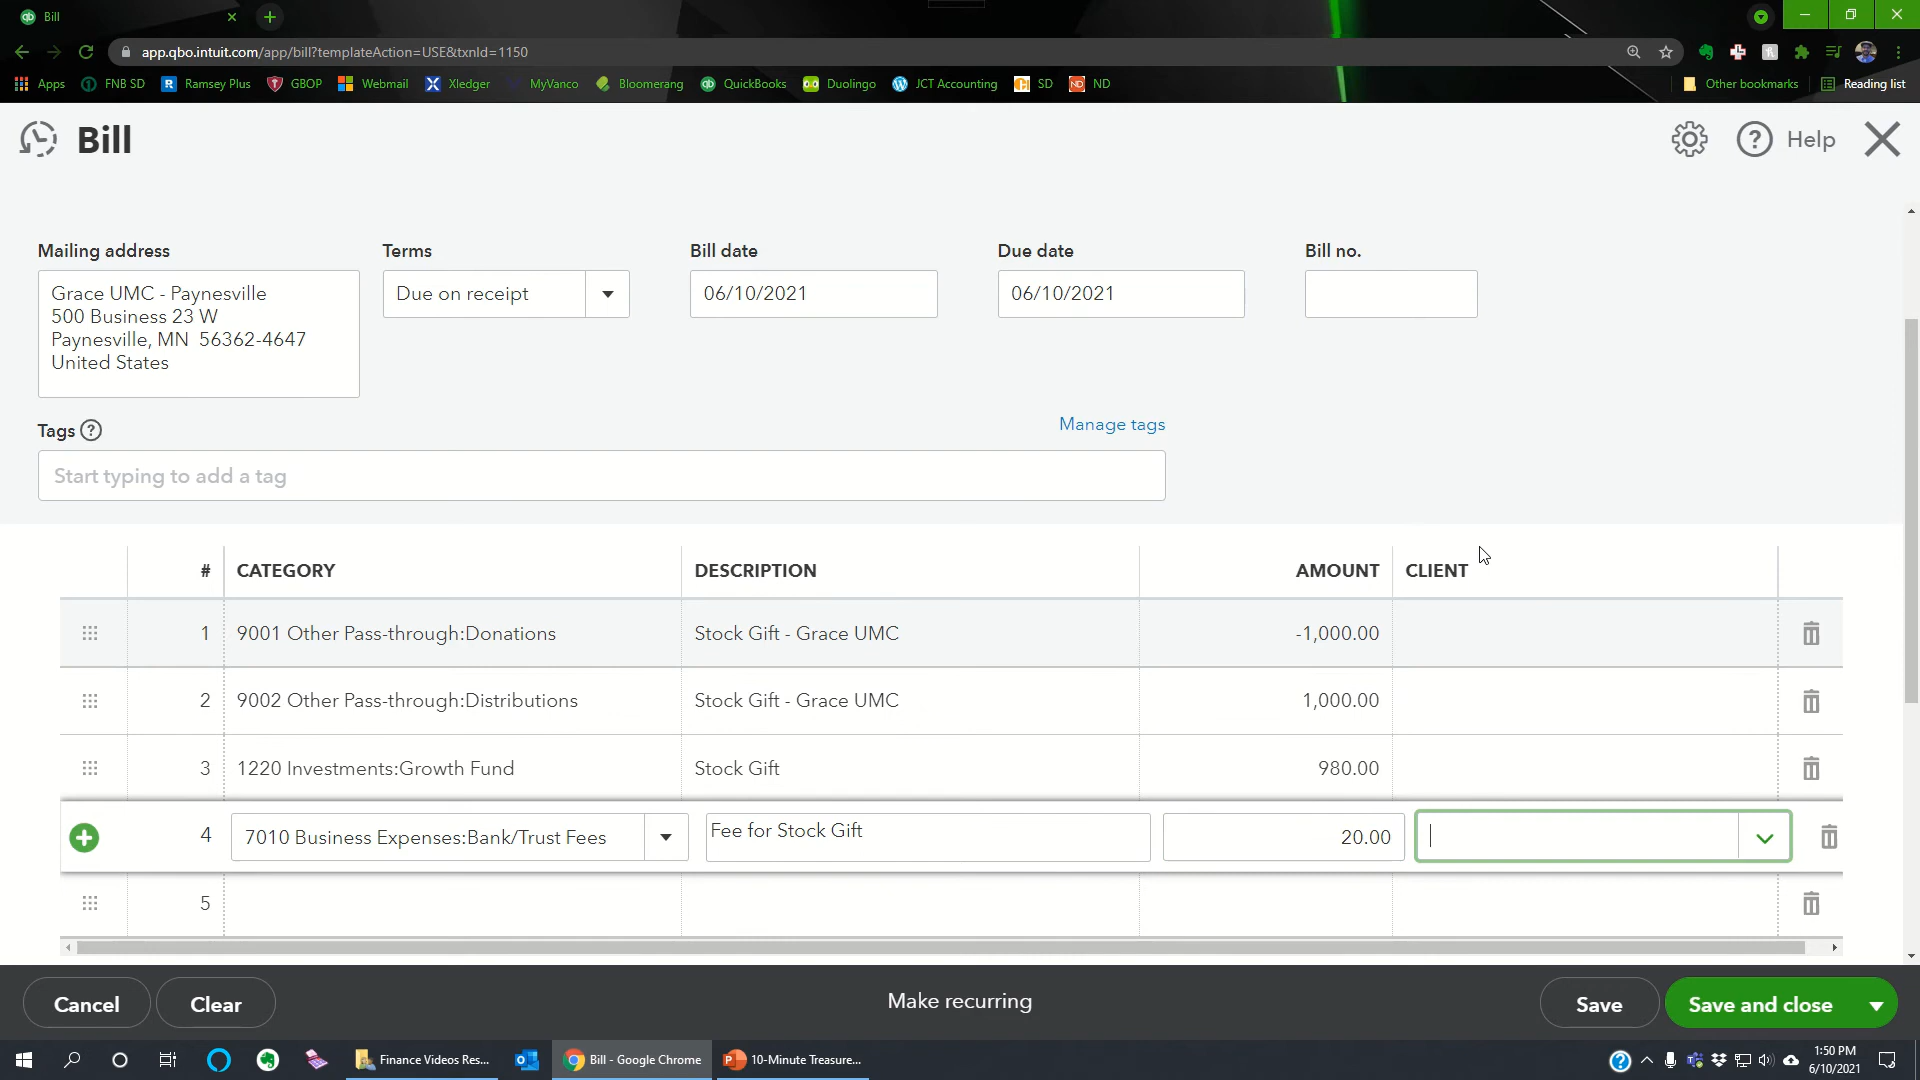 Bill
app.qbo.intuit.com/app/bill?templateAction=USE&txnId=1150
Apps FNB SD Ramsey Plus GBOP Webmail Xledger MyVanco Bloomerang QuickBooks Duolingo JCT Accounting SD ND Other bookmarks Reading list
Bill Help
Mailing address Terms Bill date Due date Bill no.
Grace UMC - Paynesville
500 Business 23 W
Paynesville, MN 56362-4647
United States
Due on receipt 06/10/2021 06/10/2021
Tags Manage tags
Start typing to add a tag
# CATEGORY DESCRIPTION AMOUNT CLIENT
1 9001 Other Pass-through:Donations Stock Gift - Grace UMC -1,000.00
2 9002 Other Pass-through:Distributions Stock Gift - Grace UMC 1,000.00
3 1220 Investments:Growth Fund Stock Gift 980.00
4 7010 Business Expenses:Bank/Trust Fees Fee for Stock Gift 20.00
5
Cancel Clear Make recurring Save Save and close
Finance Videos Res... Bill - Google Chrome 10-Minute Treasure... 1:50 PM
6/10/2021